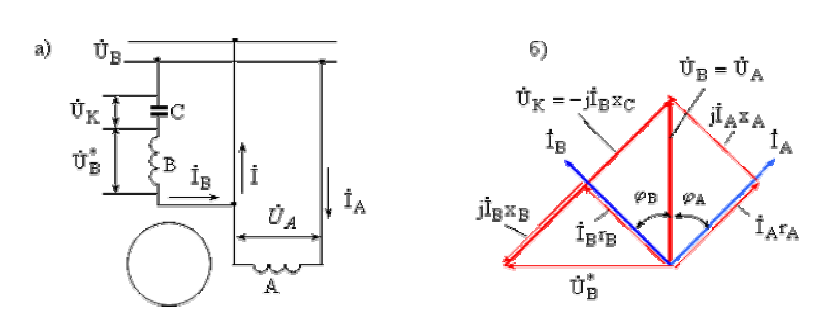 а)
U̇B
U̇K
C
U̇B*
B
İB
İ
U̇A
İA
A
б)
U̇B = U̇A
U̇K = −jİBxC
jİAxA
İB
İA
φB
φA
jİBxB
İBrB
İArA
U̇B*